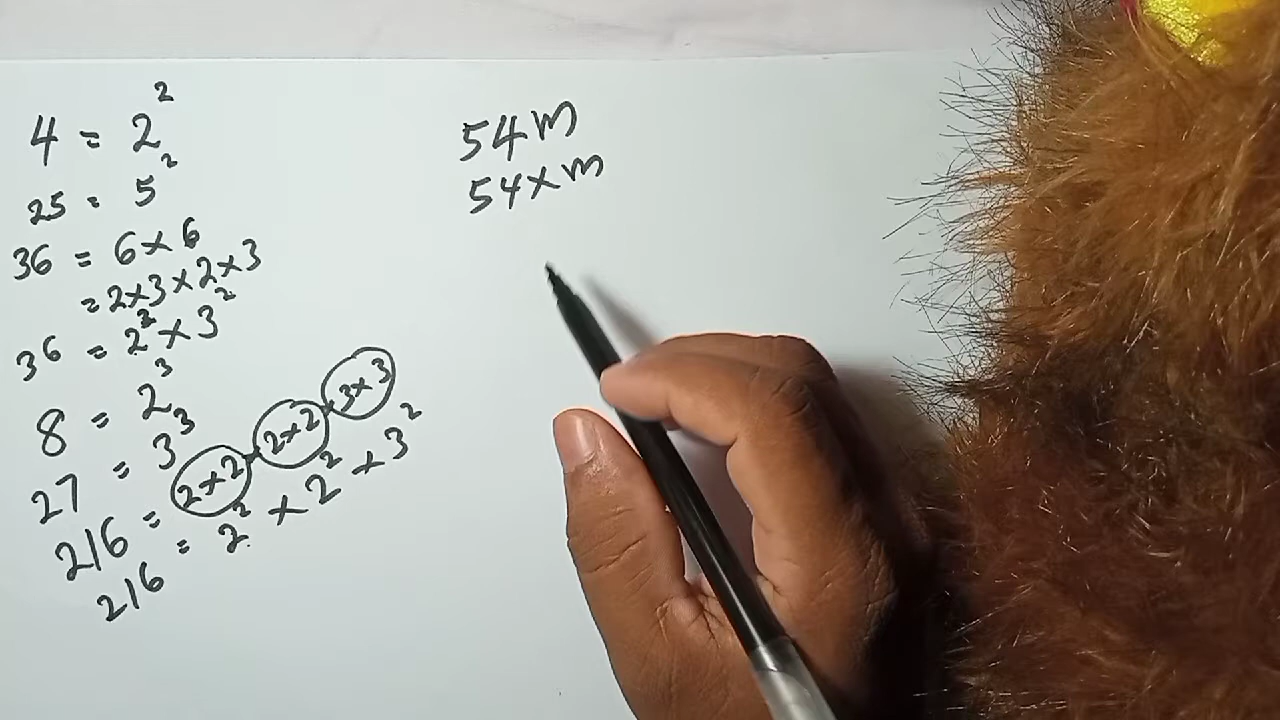 4 = 2²
25 = 5²
36 = 6 × 6
= 2×3×2×3
36 = 2² × 3²
8 = 2³
27 = 3³
216 = 2×2×2×2×3×3
216 = 2² × 2² × 3²
54m
54×m